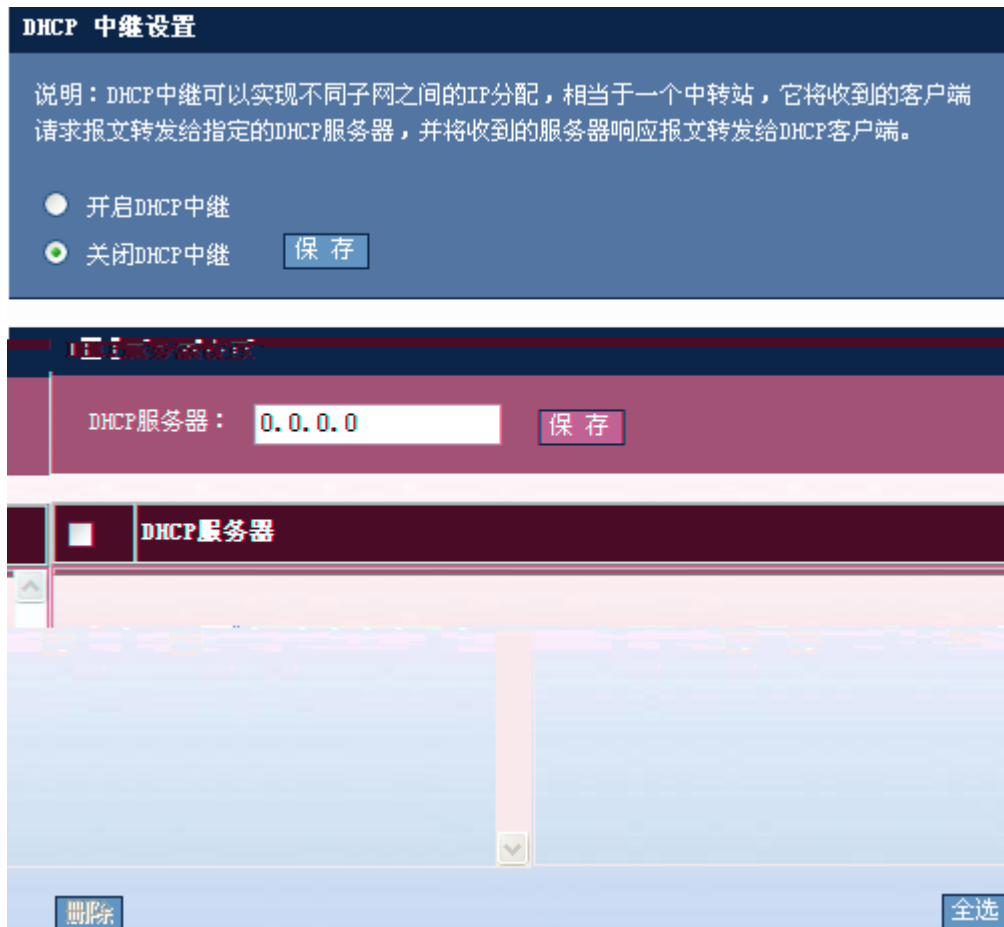 DHCP 中继设置
说明：DHCP中继可以实现不同子网之间的IP分配，相当于一个中转站，它将收到的客户端
请求报文转发给指定的DHCP服务器，并将收到的服务器响应报文转发给DHCP客户端。
开启DHCP中继
关闭DHCP中继 保 存
DHCP服务器： 0.0.0.0 保 存
DHCP服务器
删除 全选